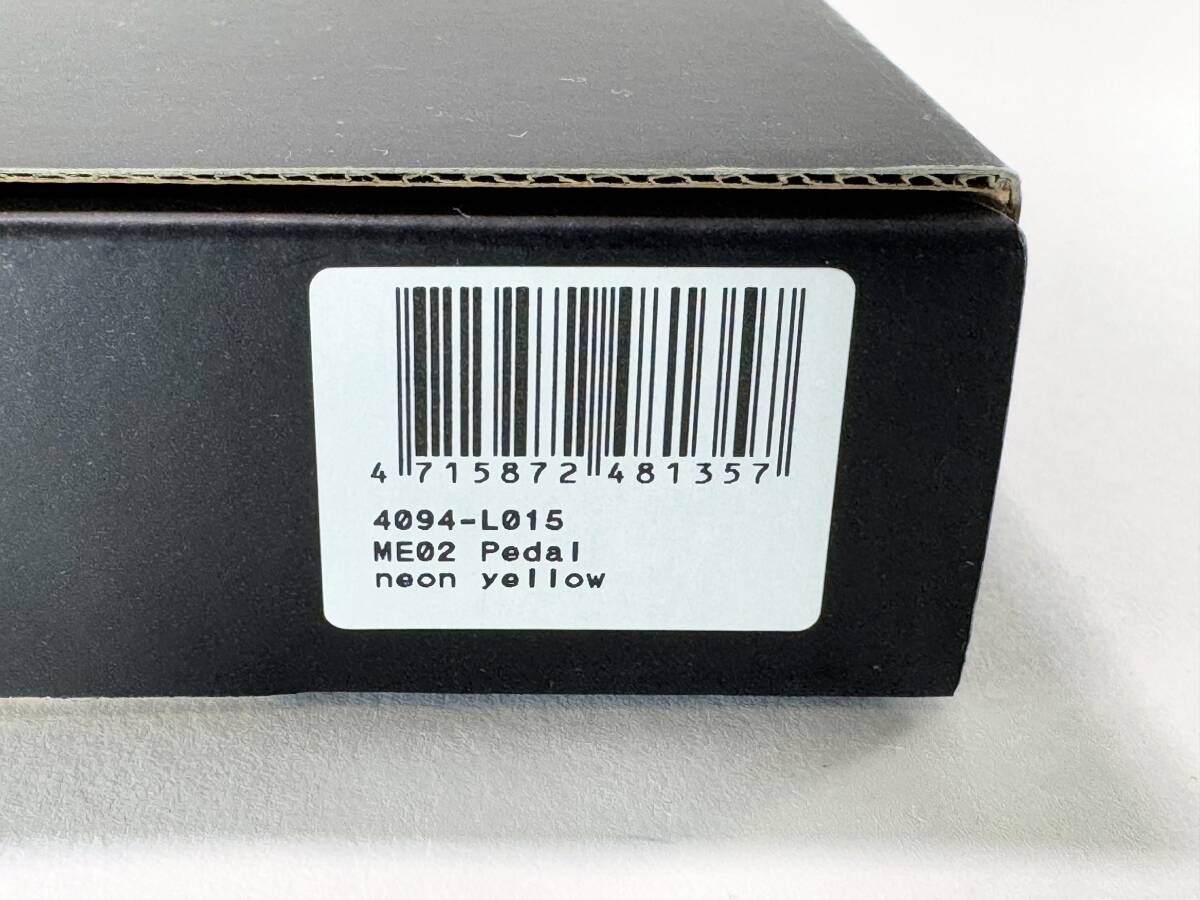 4 715872 481357
4094-L015
ME02 Pedal
neon yellow